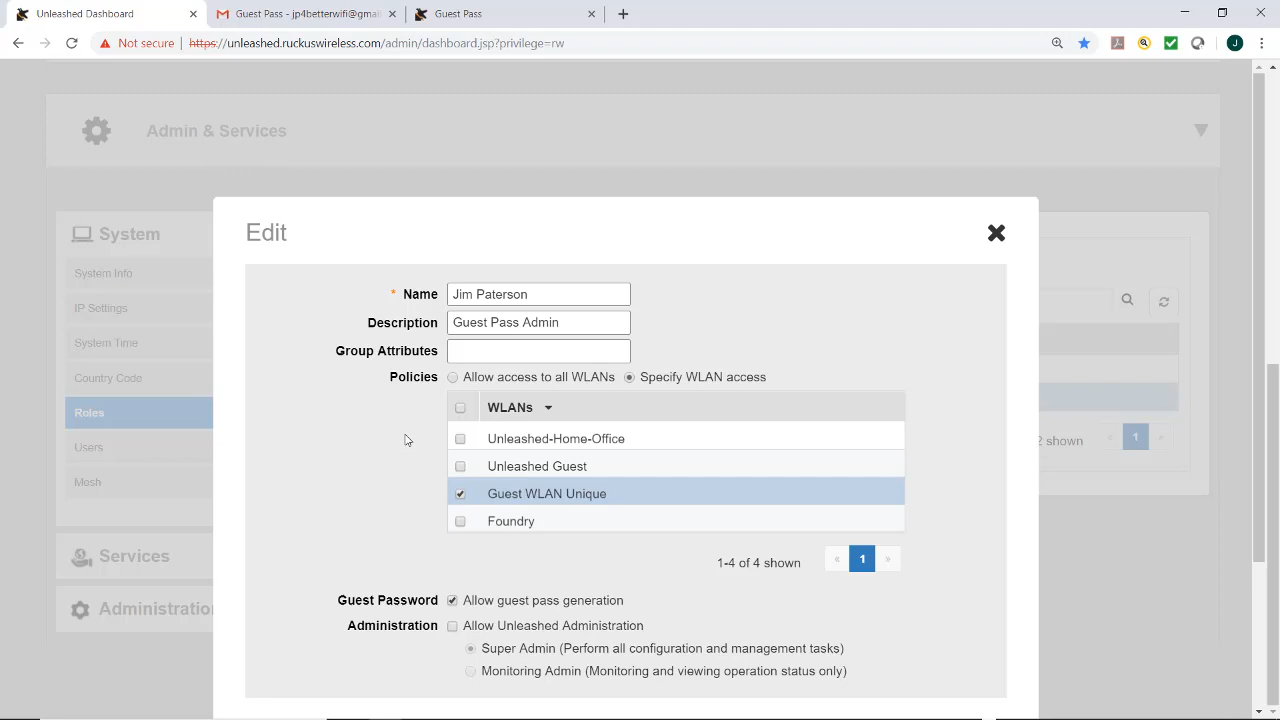 Unleashed Dashboard
Guest Pass - jp4betterwifi@gmai
Guest Pass
Not secure
https://unleashed.ruckuswireless.com/admin/dashboard.jsp?privilege=rw
J
Admin & Services
System
System Info
IP Settings
System Time
Country Code
Roles
Users
Mesh
Services
Administration
Edit
* Name
Jim Paterson
Description
Guest Pass Admin
Group Attributes
Policies
Allow access to all WLANs
Specify WLAN access
WLANs
Unleashed-Home-Office
Unleashed Guest
Guest WLAN Unique
Foundry
1-4 of 4 shown
« 1 »
Guest Password
Allow guest pass generation
Administration
Allow Unleashed Administration
Super Admin (Perform all configuration and management tasks)
Monitoring Admin (Monitoring and viewing operation status only)
2 shown
« 1 »